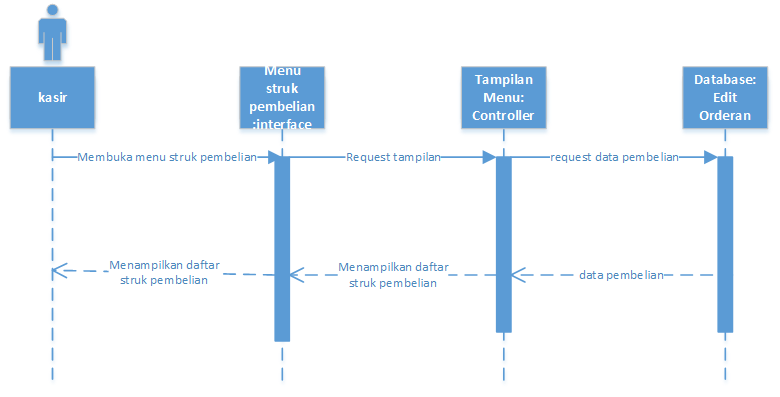 kasir
Menu
struk
pembelian
:interface
Tampilan
Menu:
Controller
Database:
Edit
Orderan
Membuka menu struk pembelian
Request tampilan
request data pembelian
Menampilkan daftar
struk pembelian
Menampilkan daftar
struk pembelian
data pembelian